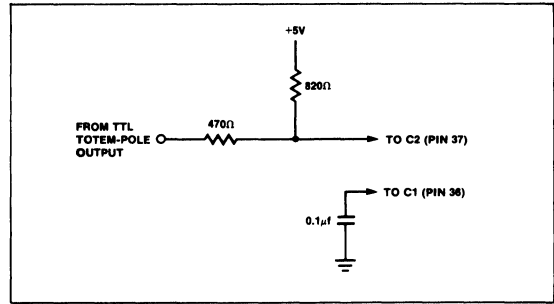 +5V
820Ω
470Ω
FROM TTL
TOTEM-POLE
OUTPUT
TO C2 (PIN 37)
TO C1 (PIN 36)
0.1μf